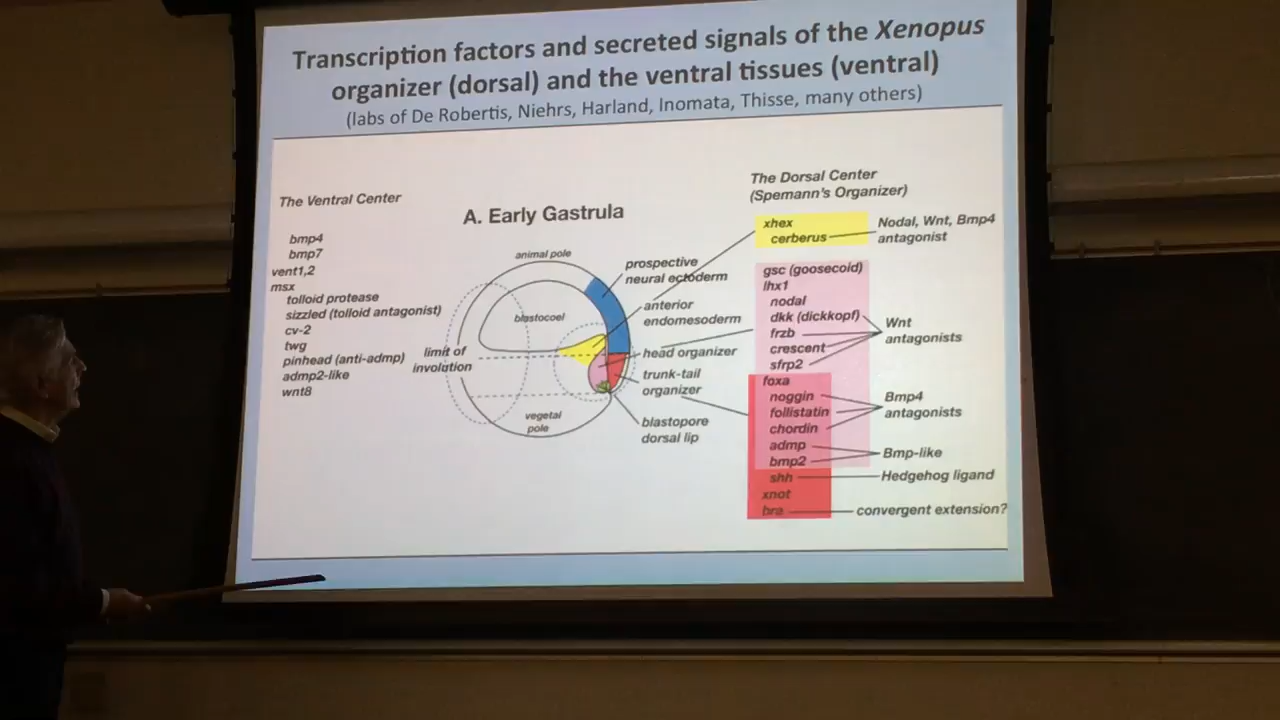 Transcription factors and secreted signals of the Xenopus
organizer (dorsal) and the ventral tissues (ventral)
(labs of De Robertis, Niehrs, Harland, Inomata, Thisse, many others)
The Ventral Center
bmp4
bmp7
vent1,2
msx
tolloid protease
sizzled (tolloid antagonist)
cv-2
twg
pinhead (anti-admp)
admp2-like
wnt8
A. Early Gastrula
animal pole
blastocoel
limit of
involution
vegetal
pole
prospective
neural ectoderm
anterior
endomesoderm
head organizer
trunk-tail
organizer
blastopore
dorsal lip
The Dorsal Center
(Spemann's Organizer)
xhex
cerberus
Nodal, Wnt, Bmp4
antagonist
gsc (goosecoid)
lhx1
nodal
dkk (dickkopf)
frzb
crescent
sfrp2
Wnt
antagonists
foxa
noggin
follistatin
chordin
Bmp4
antagonists
admp
bmp2
Bmp-like
shh
Hedgehog ligand
xnot
bra
convergent extension?